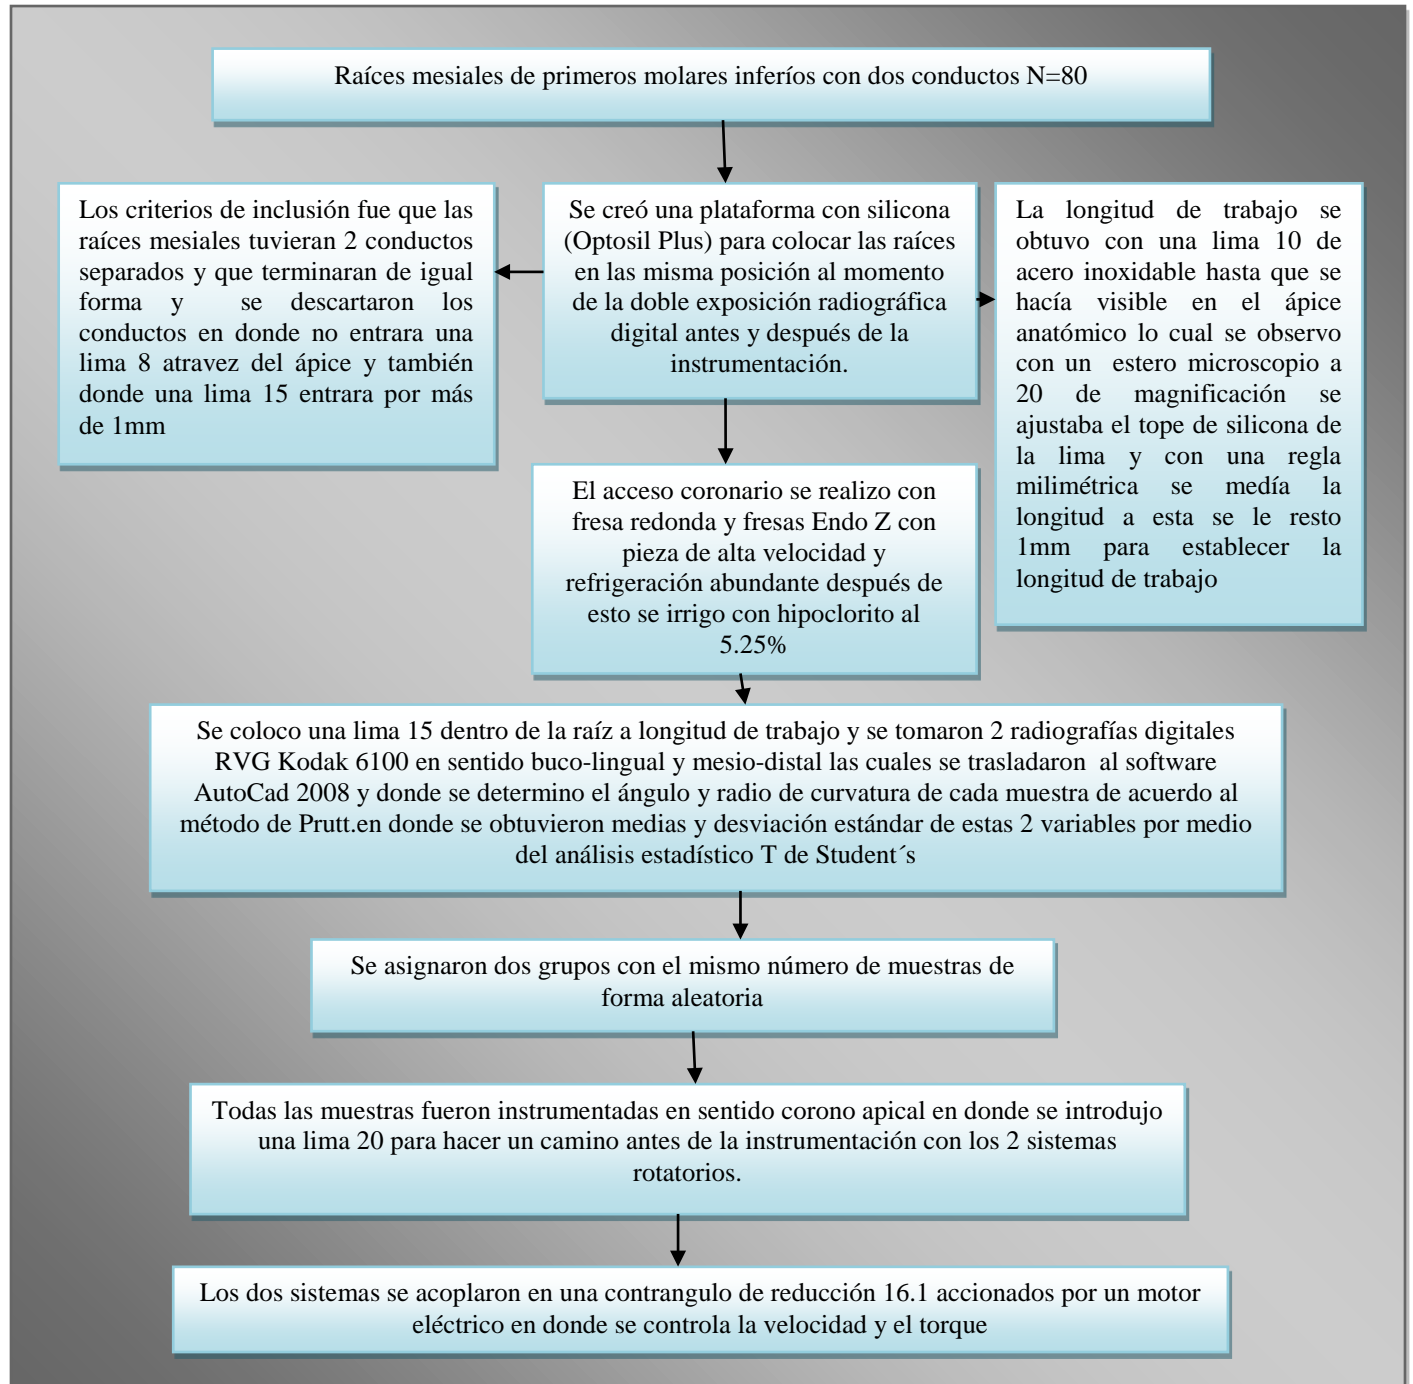 Raíces mesiales de primeros molares inferíos con dos conductos N=80
Los criterios de inclusión fue que las
raíces mesiales tuvieran 2 conductos
separados y que terminaran de igual
forma y se descartaron los
conductos en donde no entrara una
lima 8 atravez del ápice y también
donde una lima 15 entrara por más
de 1mm
Se creó una plataforma con silicona
(Optosil Plus) para colocar las raíces
en las misma posición al momento
de la doble exposición radiográfica
digital antes y después de la
instrumentación.
La longitud de trabajo se
obtuvo con una lima 10 de
acero inoxidable hasta que se
hacía visible en el ápice
anatómico lo cual se observo
con un estero microscopio a
20 de magnificación se
ajustaba el tope de silicona de
la lima y con una regla
milimétrica se medía la
longitud a esta se le resto
1mm para establecer la
longitud de trabajo
El acceso coronario se realizo con
fresa redonda y fresas Endo Z con
pieza de alta velocidad y
refrigeración abundante después de
esto se irrigo con hipoclorito al
5.25%
Se coloco una lima 15 dentro de la raíz a longitud de trabajo y se tomaron 2 radiografías digitales
RVG Kodak 6100 en sentido buco-lingual y mesio-distal las cuales se trasladaron al software
AutoCad 2008 y donde se determino el ángulo y radio de curvatura de cada muestra de acuerdo al
método de Prutt.en donde se obtuvieron medias y desviación estándar de estas 2 variables por medio
del análisis estadístico T de Student´s
Se asignaron dos grupos con el mismo número de muestras de
forma aleatoria
Todas las muestras fueron instrumentadas en sentido corono apical en donde se introdujo
una lima 20 para hacer un camino antes de la instrumentación con los 2 sistemas
rotatorios.
Los dos sistemas se acoplaron en una contrangulo de reducción 16.1 accionados por un motor
eléctrico en donde se controla la velocidad y el torque